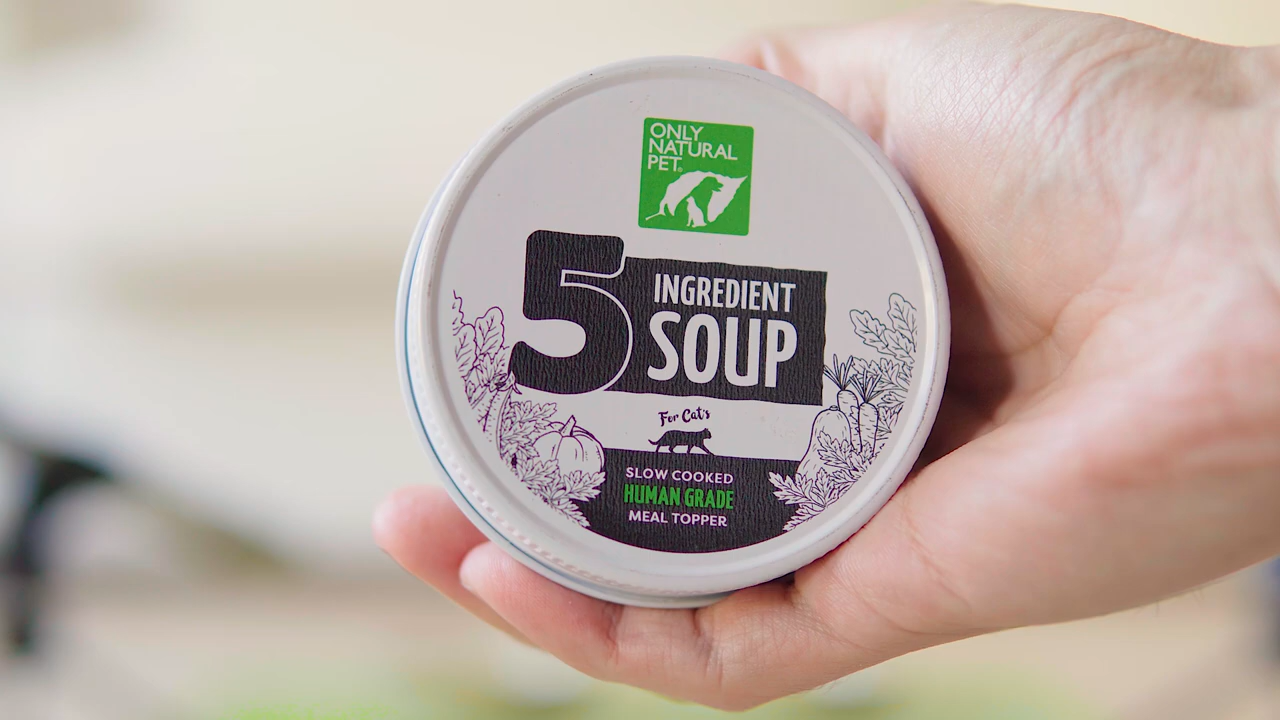 ONLY
NATURAL
PET®
5 INGREDIENT
SOUP
For Cat's
SLOW COOKED
HUMAN GRADE
MEAL TOPPER